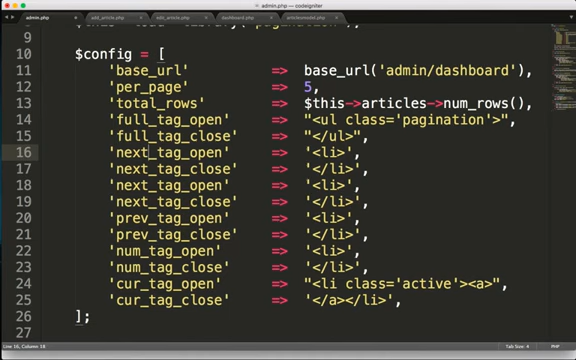 admin.php — codeigniter
admin.php add_article.php edit_article.php dashboard.php articlesmodel.php
9
10 $config = [
11 'base_url' => base_url('admin/dashboard'),
12 'per_page' => 5,
13 'total_rows' => $this->articles->num_rows(),
14 'full_tag_open' => "<ul class='pagination'>",
15 'full_tag_close' => "</ul>",
16 'next_tag_open' => '<li>',
17 'next_tag_close' => '</li>',
18 'next_tag_open' => '<li>',
19 'next_tag_close' => '</li>',
20 'prev_tag_open' => '<li>',
21 'prev_tag_close' => '</li>',
22 'num_tag_open' => '<li>',
23 'num_tag_close' => '</li>',
24 'cur_tag_open' => "<li class='active'><a>",
25 'cur_tag_close' => '</a></li>',
26 ];
27
Line 16, Column 18 Tab Size: 4 PHP